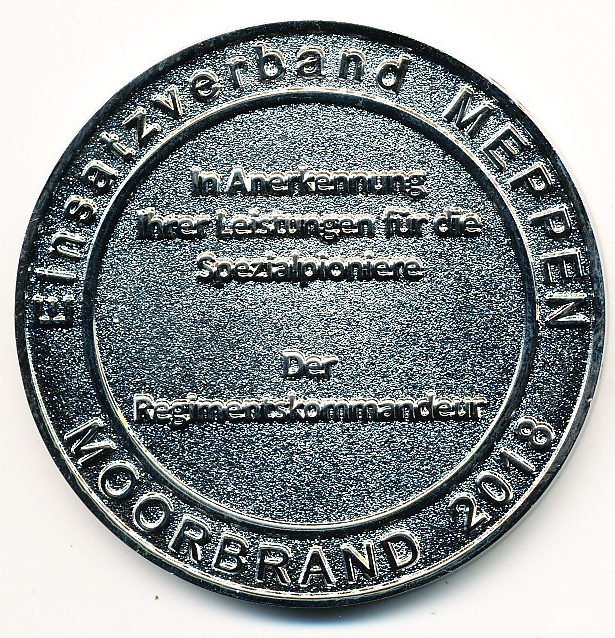 Einsatzverband MEPPEN
In Anerkennung
Ihrer Leistungen für die
Spezialpioniere
Der
Regimentskommandeur
MOORBRAND 2018